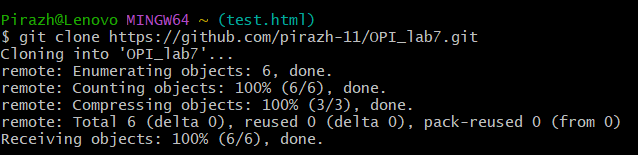 Pirazh@Lenovo MINGW64 ~ (test.html)
$ git clone https://github.com/pirazh-11/OPI_lab7.git
Cloning into 'OPI_lab7'...
remote: Enumerating objects: 6, done.
remote: Counting objects: 100% (6/6), done.
remote: Compressing objects: 100% (3/3), done.
remote: Total 6 (delta 0), reused 0 (delta 0), pack-reused 0 (from 0)
Receiving objects: 100% (6/6), done.